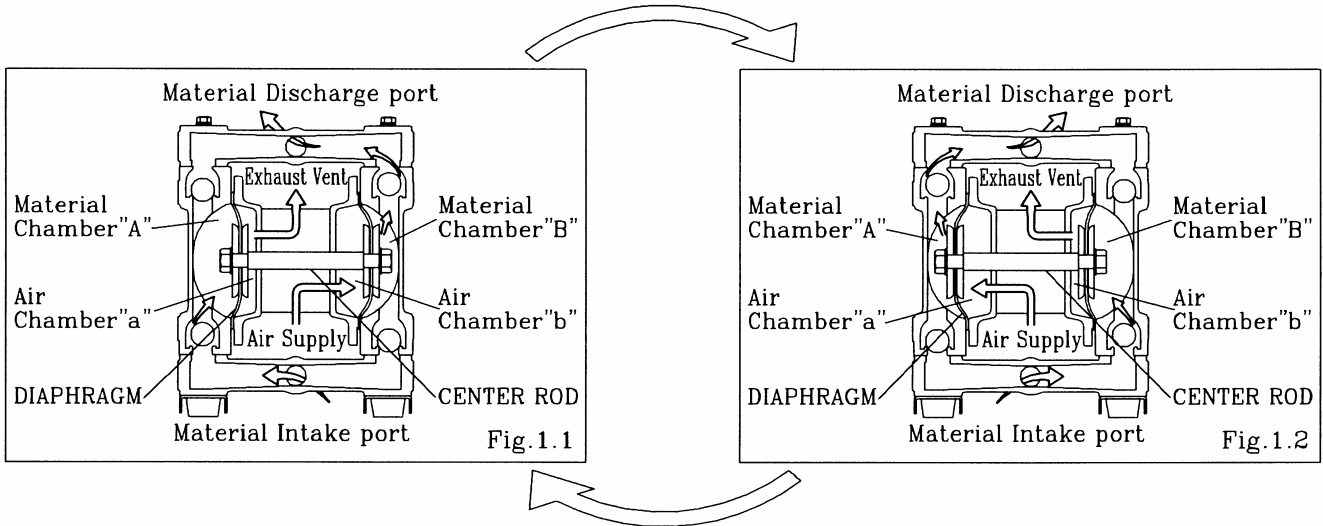 Material Discharge port
Exhaust Vent
Material
Chamber"A"
Material
Chamber"B"
Air
Chamber"a"
Air
Chamber"b"
Air Supply
DIAPHRAGM
CENTER ROD
Material Intake port
Fig.1.1
Material Discharge port
Exhaust Vent
Material
Chamber"A"
Material
Chamber"B"
Air
Chamber"a"
Air
Chamber"b"
Air Supply
DIAPHRAGM
CENTER ROD
Material Intake port
Fig.1.2